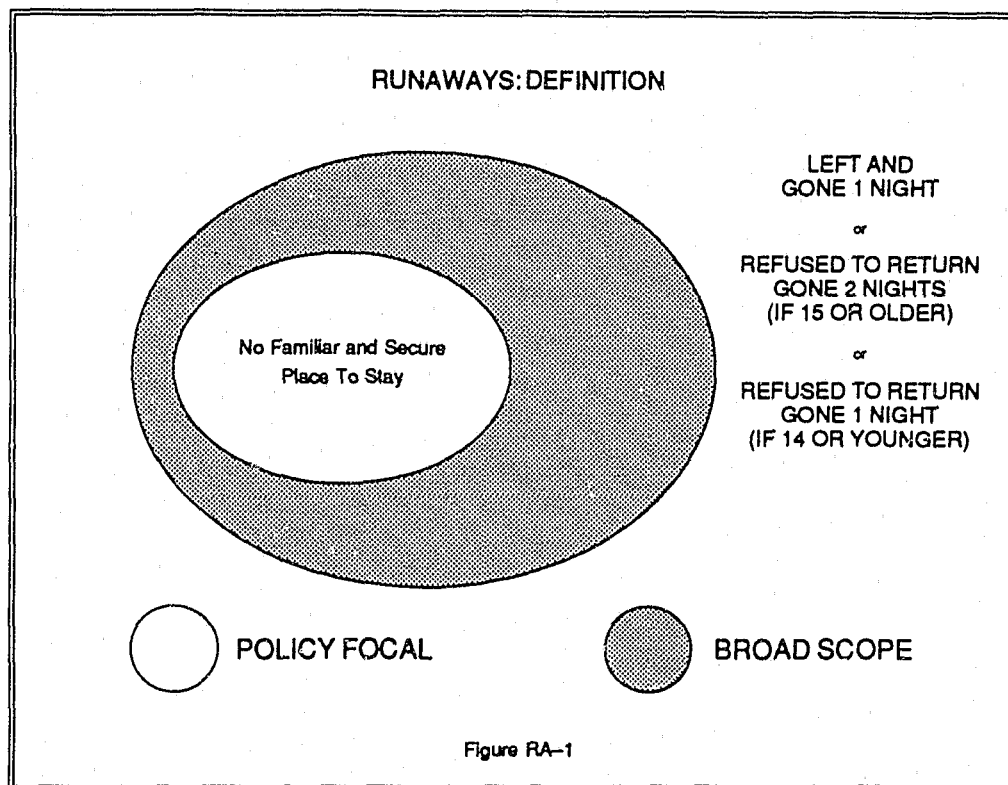 RUNAWAYS: DEFINITION
LEFT AND
GONE 1 NIGHT
or
REFUSED TO RETURN
GONE 2 NIGHTS
(IF 15 OR OLDER)
or
REFUSED TO RETURN
GONE 1 NIGHT
(IF 14 OR YOUNGER)
No Familiar and Secure
Place To Stay
POLICY FOCAL
BROAD SCOPE
Figure RA-1